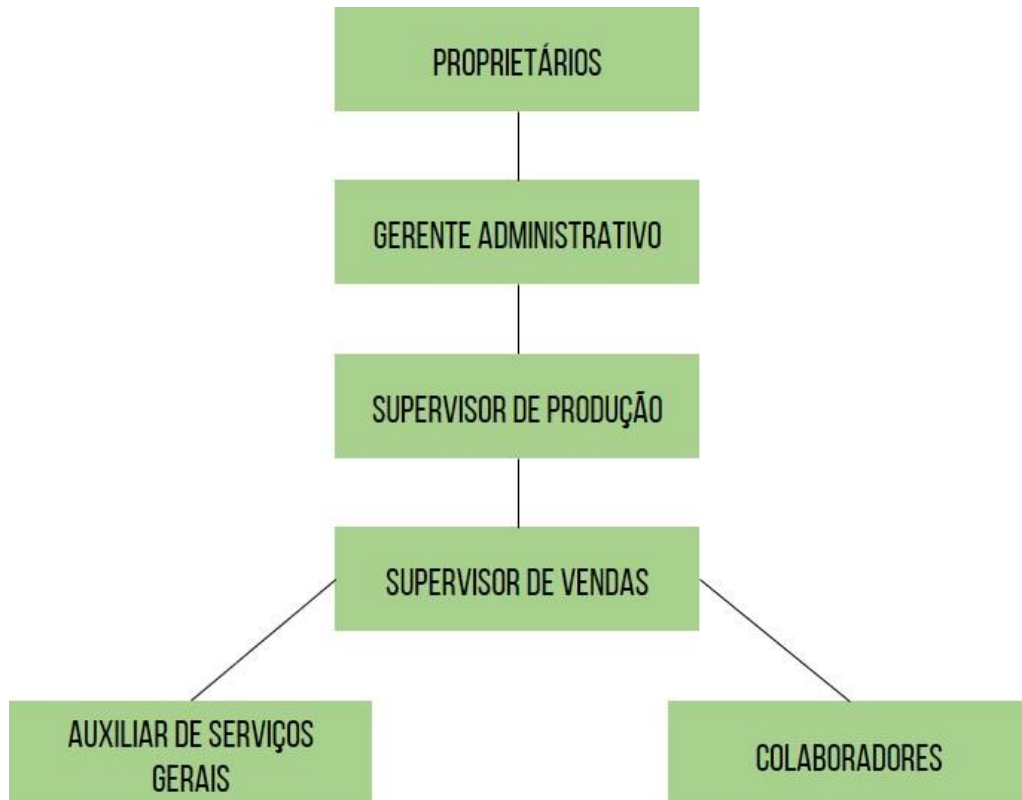 PROPRIETÁRIOS
GERENTE ADMINISTRATIVO
SUPERVISOR DE PRODUÇÃO
SUPERVISOR DE VENDAS
AUXILIAR DE SERVIÇOS
GERAIS
COLABORADORES